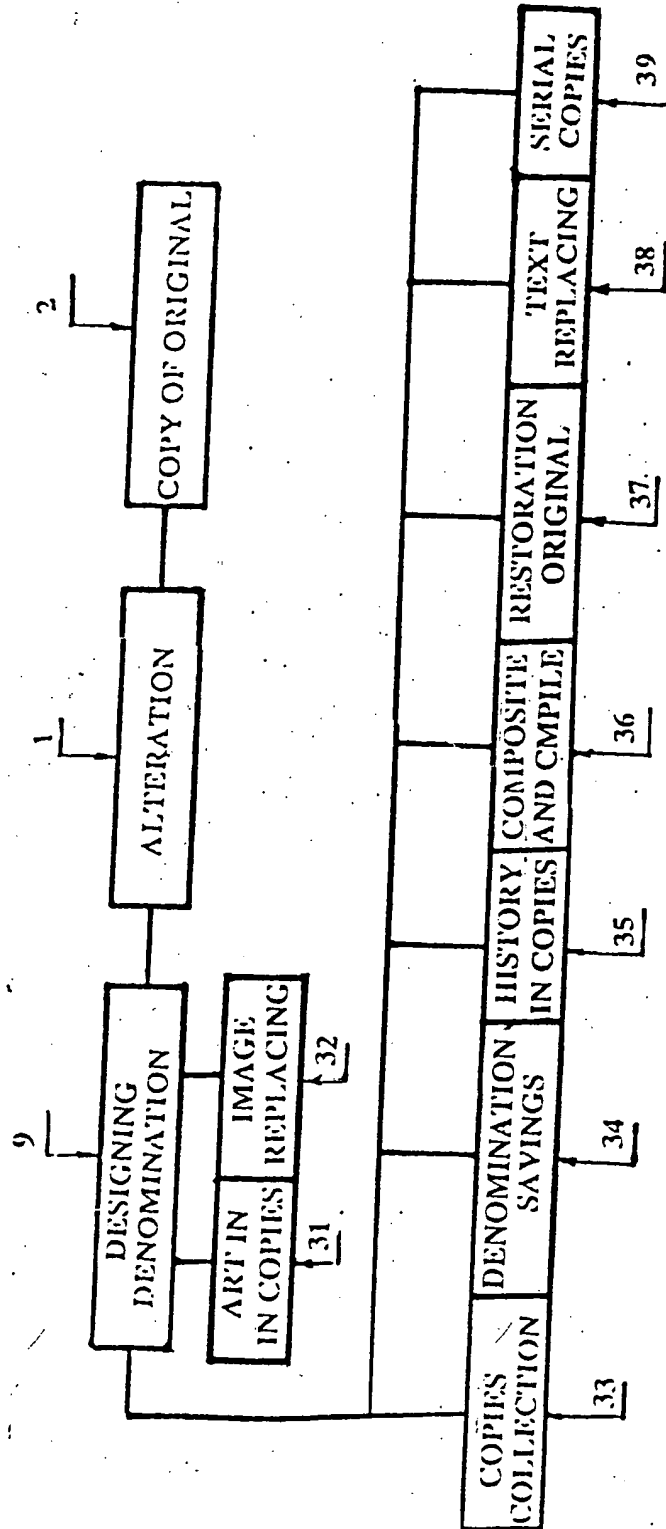 9
1
2
DESIGNING
DENOMINATION
ALTERATION
COPY OF ORIGINAL
ART IN
IN COPIES
IMAGE
REPLACING
31
32
COPIES
COLLECTION
DENOMINATION
SAVINGS
HISTORY
IN COPIES
COMPOSITE
AND CMPILE
RESTORATION
ORIGINAL
TEXT
REPLACING
SERIAL
COPIES
33
34
35
36
37
38
39